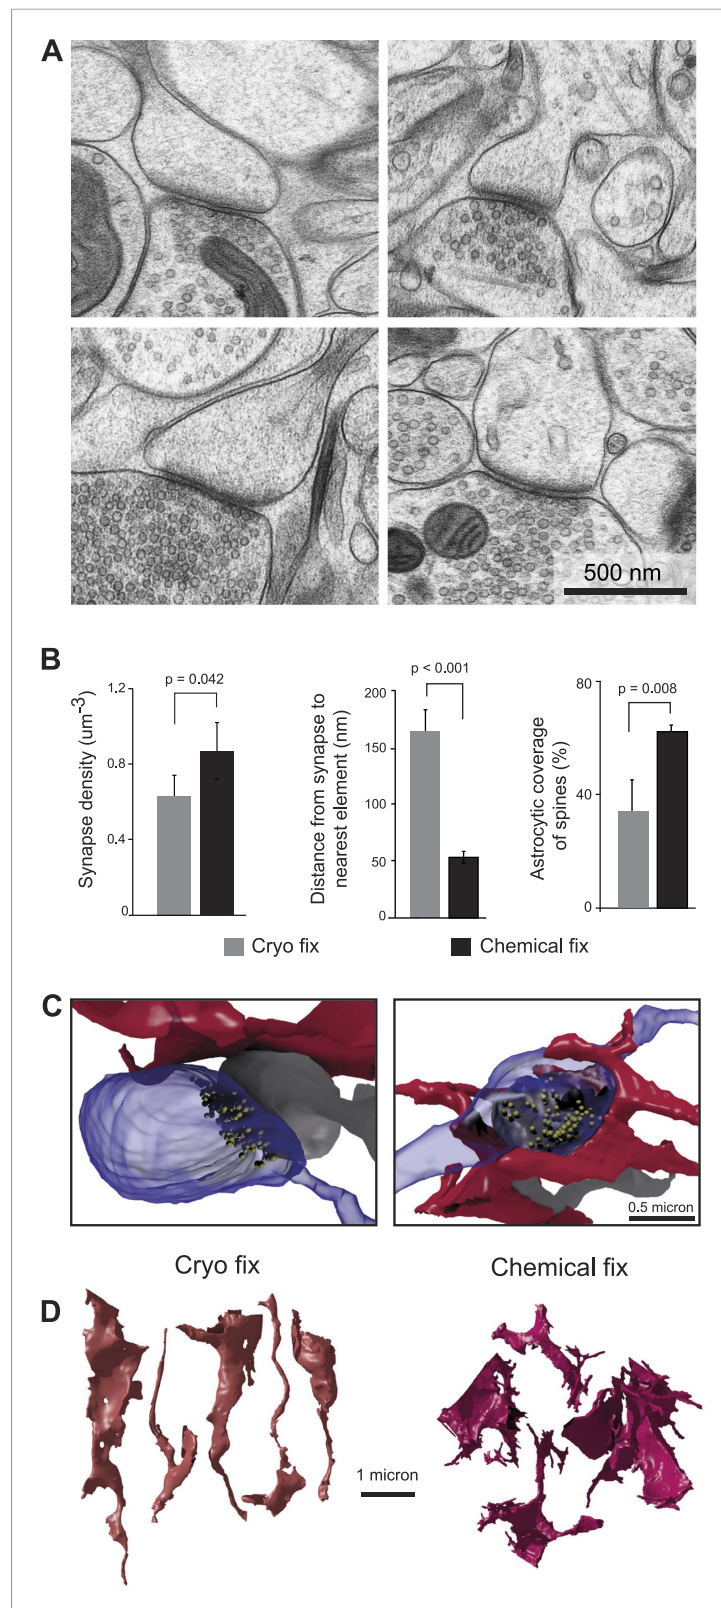 A
500 nm
B
p = 0.042
Synapse density (um-3)
1.2
0.8
0.4
0
p < 0.001
Distance from synapse to
nearest element (nm)
200
150
100
50
0
p = 0.008
Astrocytic coverage
of spines (%)
80
40
0
Cryo fix
Chemical fix
C
0.5 micron
Cryo fix
Chemical fix
D
1 micron